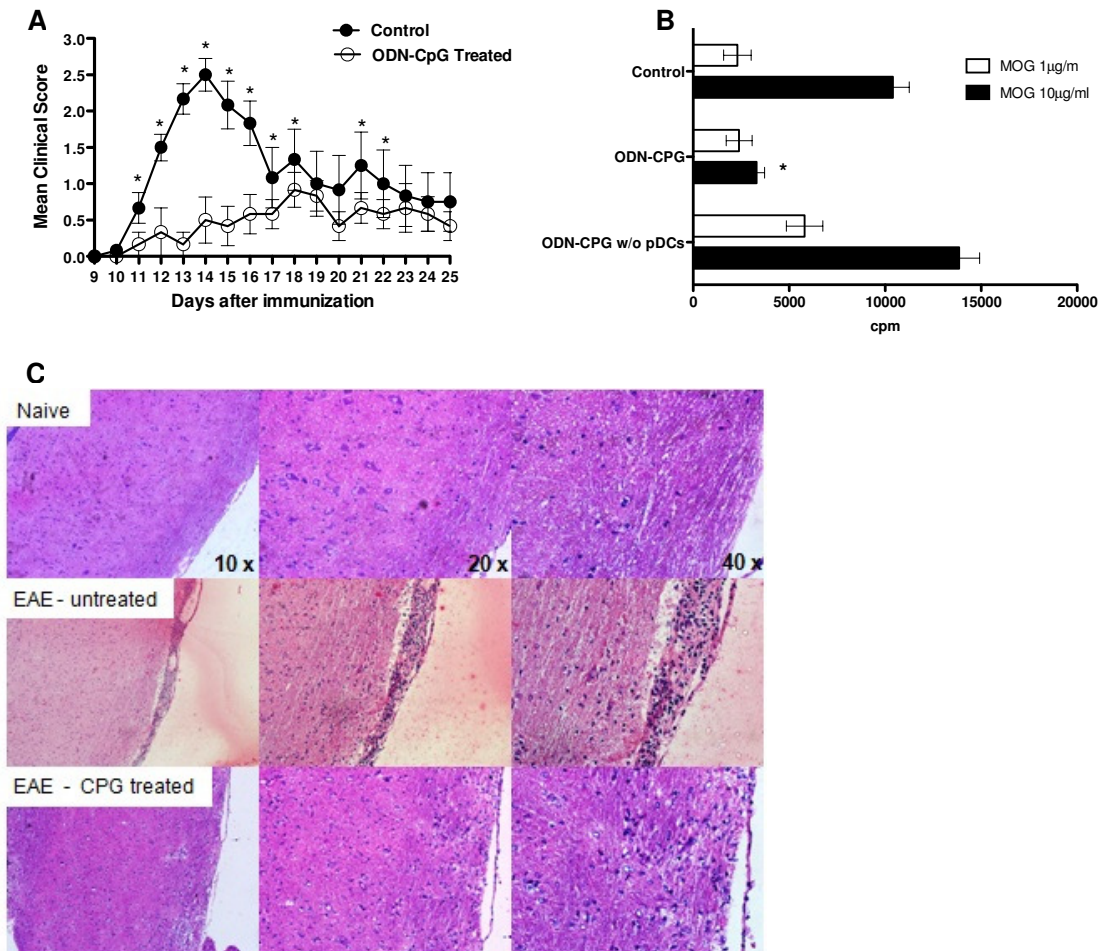 A
Control
ODN-CpG Treated
Mean Clinical Score
3.0
2.5
2.0
1.5
1.0
0.5
0.0
* * * * * * * * * *
9 10 11 12 13 14 15 16 17 18 19 20 21 22 23 24 25
Days after immunization
B
MOG 1µg/m
MOG 10µg/ml
Control
ODN-CPG
*
ODN-CPG w/o pDCs
0 5000 10000 15000 20000
cpm
C
Naive
10 x 20 x 40 x
EAE - untreated
EAE - CPG treated